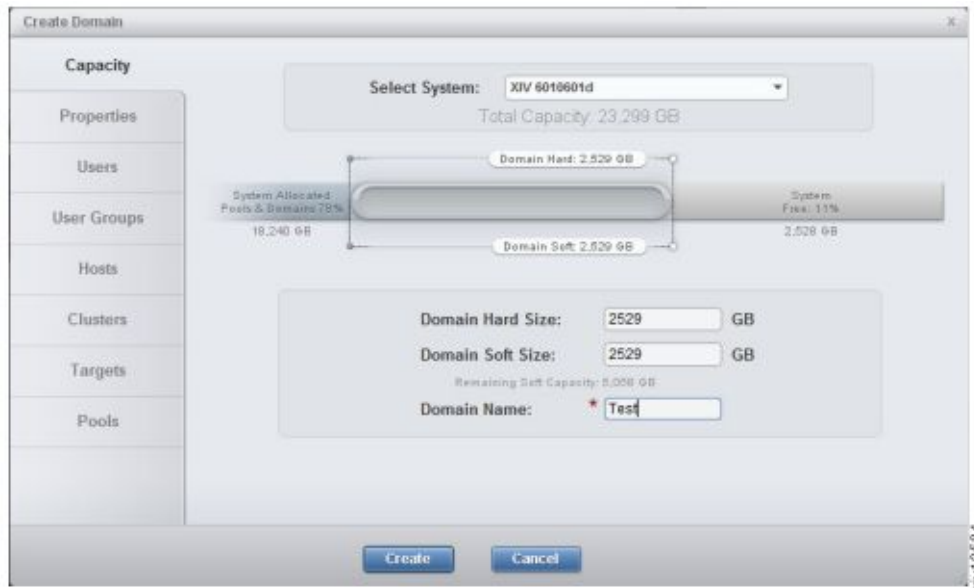 Create Domain
x
Capacity
Properties
Users
User Groups
Hosts
Clusters
Targets
Pools
Select System: XIV 6010601d
Total Capacity: 23,299 GB
Domain Hard: 2,529 GB
System Allocated
Pools & Domains 78%
18,240 GB
System
Free: 11%
2,528 GB
Domain Soft: 2,529 GB
Domain Hard Size: 2529 GB
Domain Soft Size: 2529 GB
Remaining Soft Capacity: 5,058 GB
Domain Name: * Test
Create
Cancel